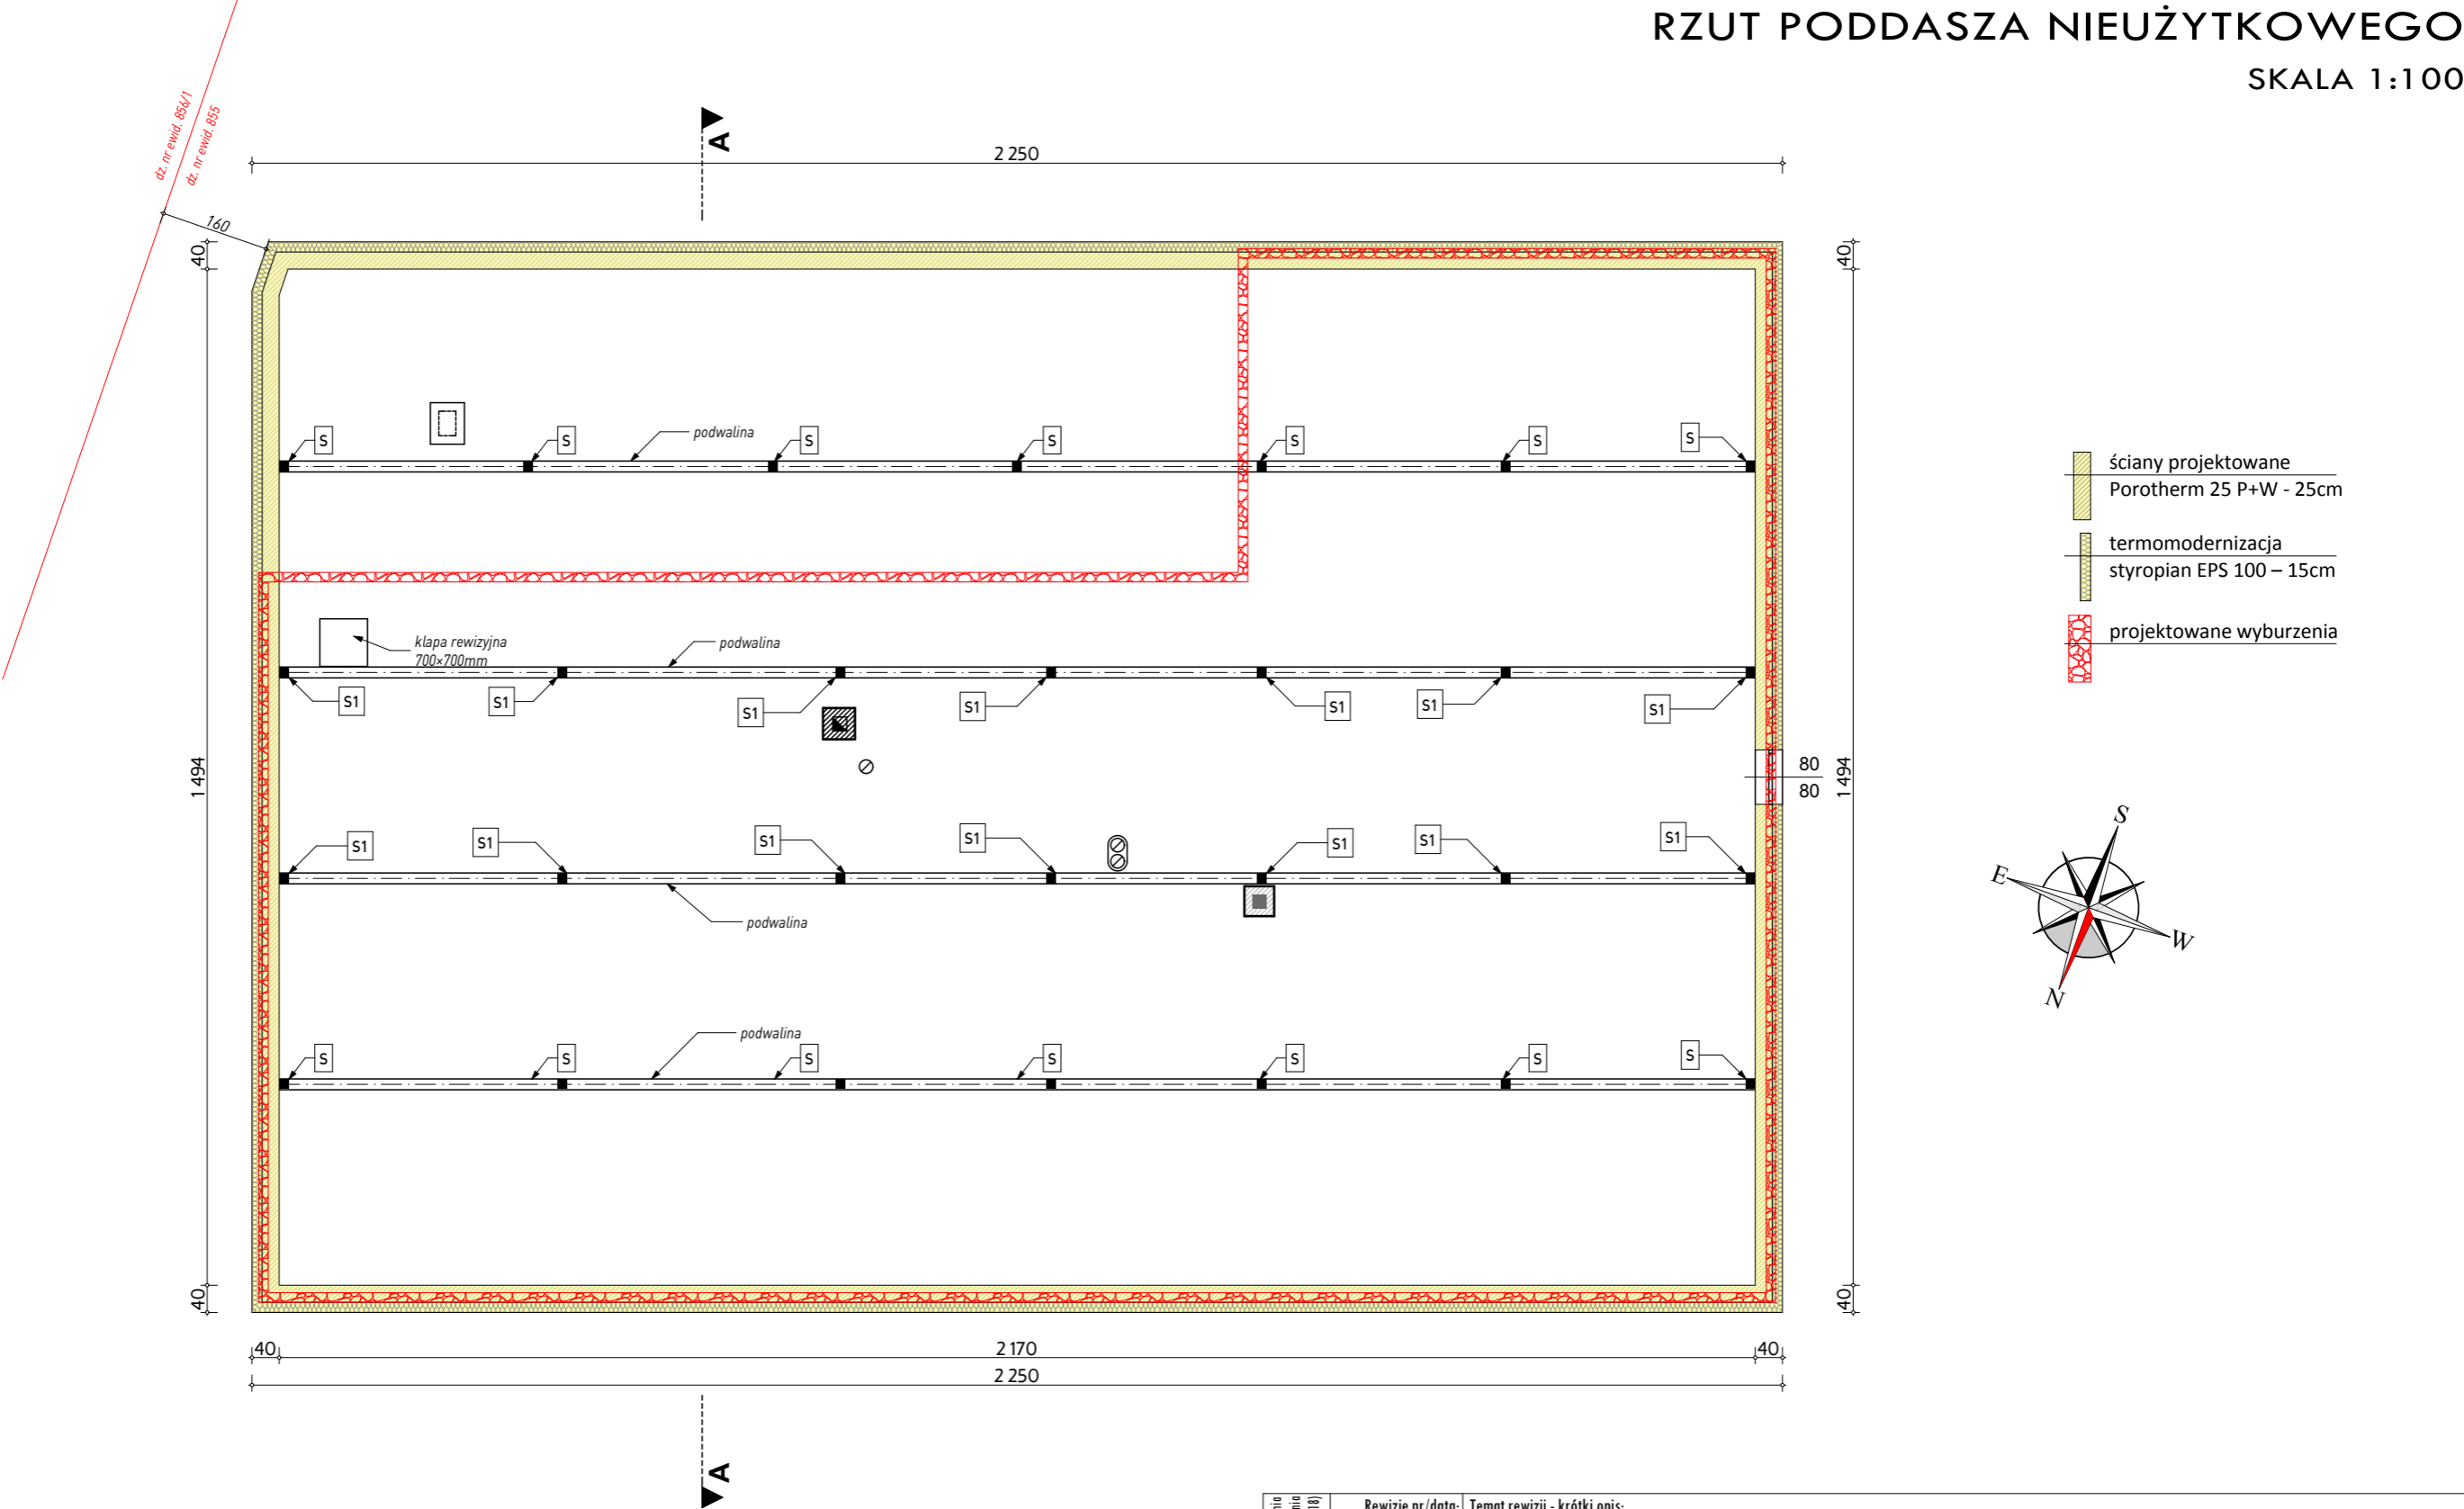 RZUT PODDASZA NIEUŻYTKOWEGO
SKALA 1:100
dz. nr ewid. 856/1
dz. nr ewid. 855
160
A
2 250
40
40
S
S
podwalina
S
S
S
S
S
ściany projektowane
Porotherm 25 P+W - 25cm
termomodernizacja
styropian EPS 100 – 15cm
projektowane wyburzenia
klapa rewizyjna
700×700mm
podwalina
S1
S1
S1
S1
S1
S1
S1
1 494
80
80
1 494
S1
S1
S1
S1
S1
S1
S1
podwalina
S
E
W
N
podwalina
S
S
S
S
S
S
S
40
40
40
2 170
40
2 250
A
Rewizje nr/data:
Temat rewizji - krótki opis: